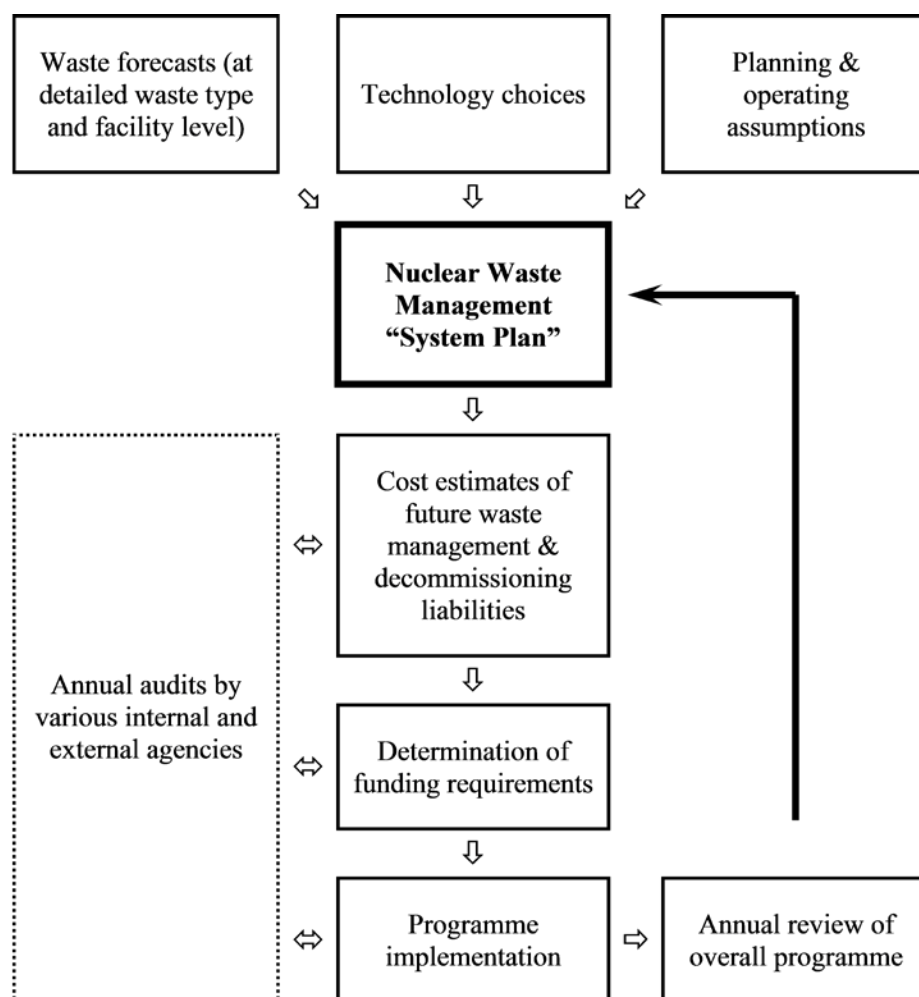 Waste forecasts (at
detailed waste type
and facility level)
Technology choices
Planning &
operating
assumptions
Nuclear Waste
Management
“System Plan”
Cost estimates of
future waste
management &
decommissioning
liabilities
Annual audits by
various internal and
external agencies
Determination of
funding requirements
Programme
implementation
Annual review of
overall programme